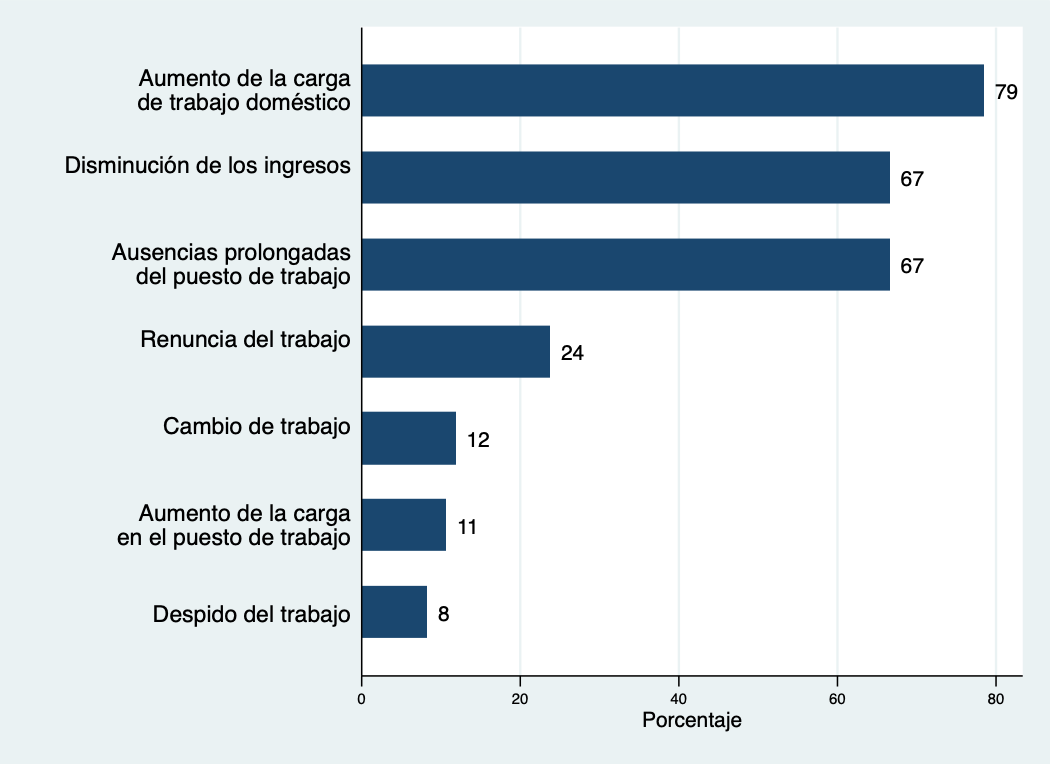 Aumento de la carga
de trabajo doméstico
79
Disminución de los ingresos
67
Ausencias prolongadas
del puesto de trabajo
67
Renuncia del trabajo
24
Cambio de trabajo
12
Aumento de la carga
en el puesto de trabajo
11
Despido del trabajo
8
0 20 40 60 80
Porcentaje